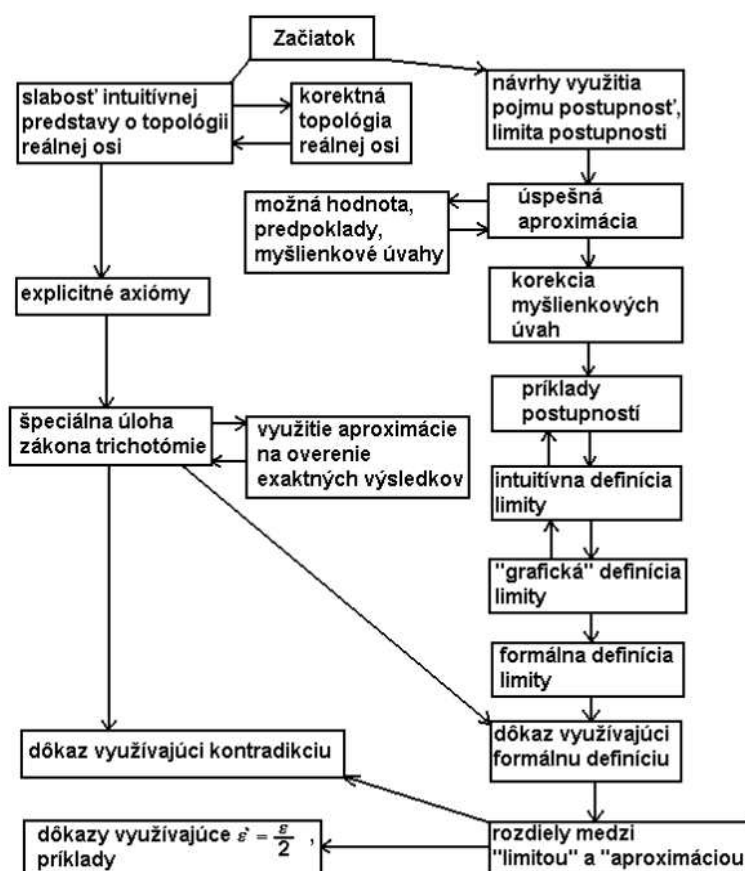 Začiatok
slabosť intuitívnej
predstavy o topológii
reálnej osi
korektná
topológia
reálnej osi
návrhy využitia
pojmu postupnosť,
limita postupnosti
možná hodnota,
predpoklady,
myšlienkové úvahy
úspešná
aproximácia
explicitné axiómy
korekcia
myšlienkových
úvah
príklady
postupností
špeciálna úloha
zákona trichotómie
využitie aproximácie
na overenie
exaktných výsledkov
intuitívna definícia
limity
"grafická" definícia
limity
formálna definícia
limity
dôkaz využívajúci kontradikciu
dôkaz využívajúci
formálnu definíciu
dôkazy využívajúce ε` = ε/2 ,
príklady
rozdiely medzi
"limitou" a "aproximáciou